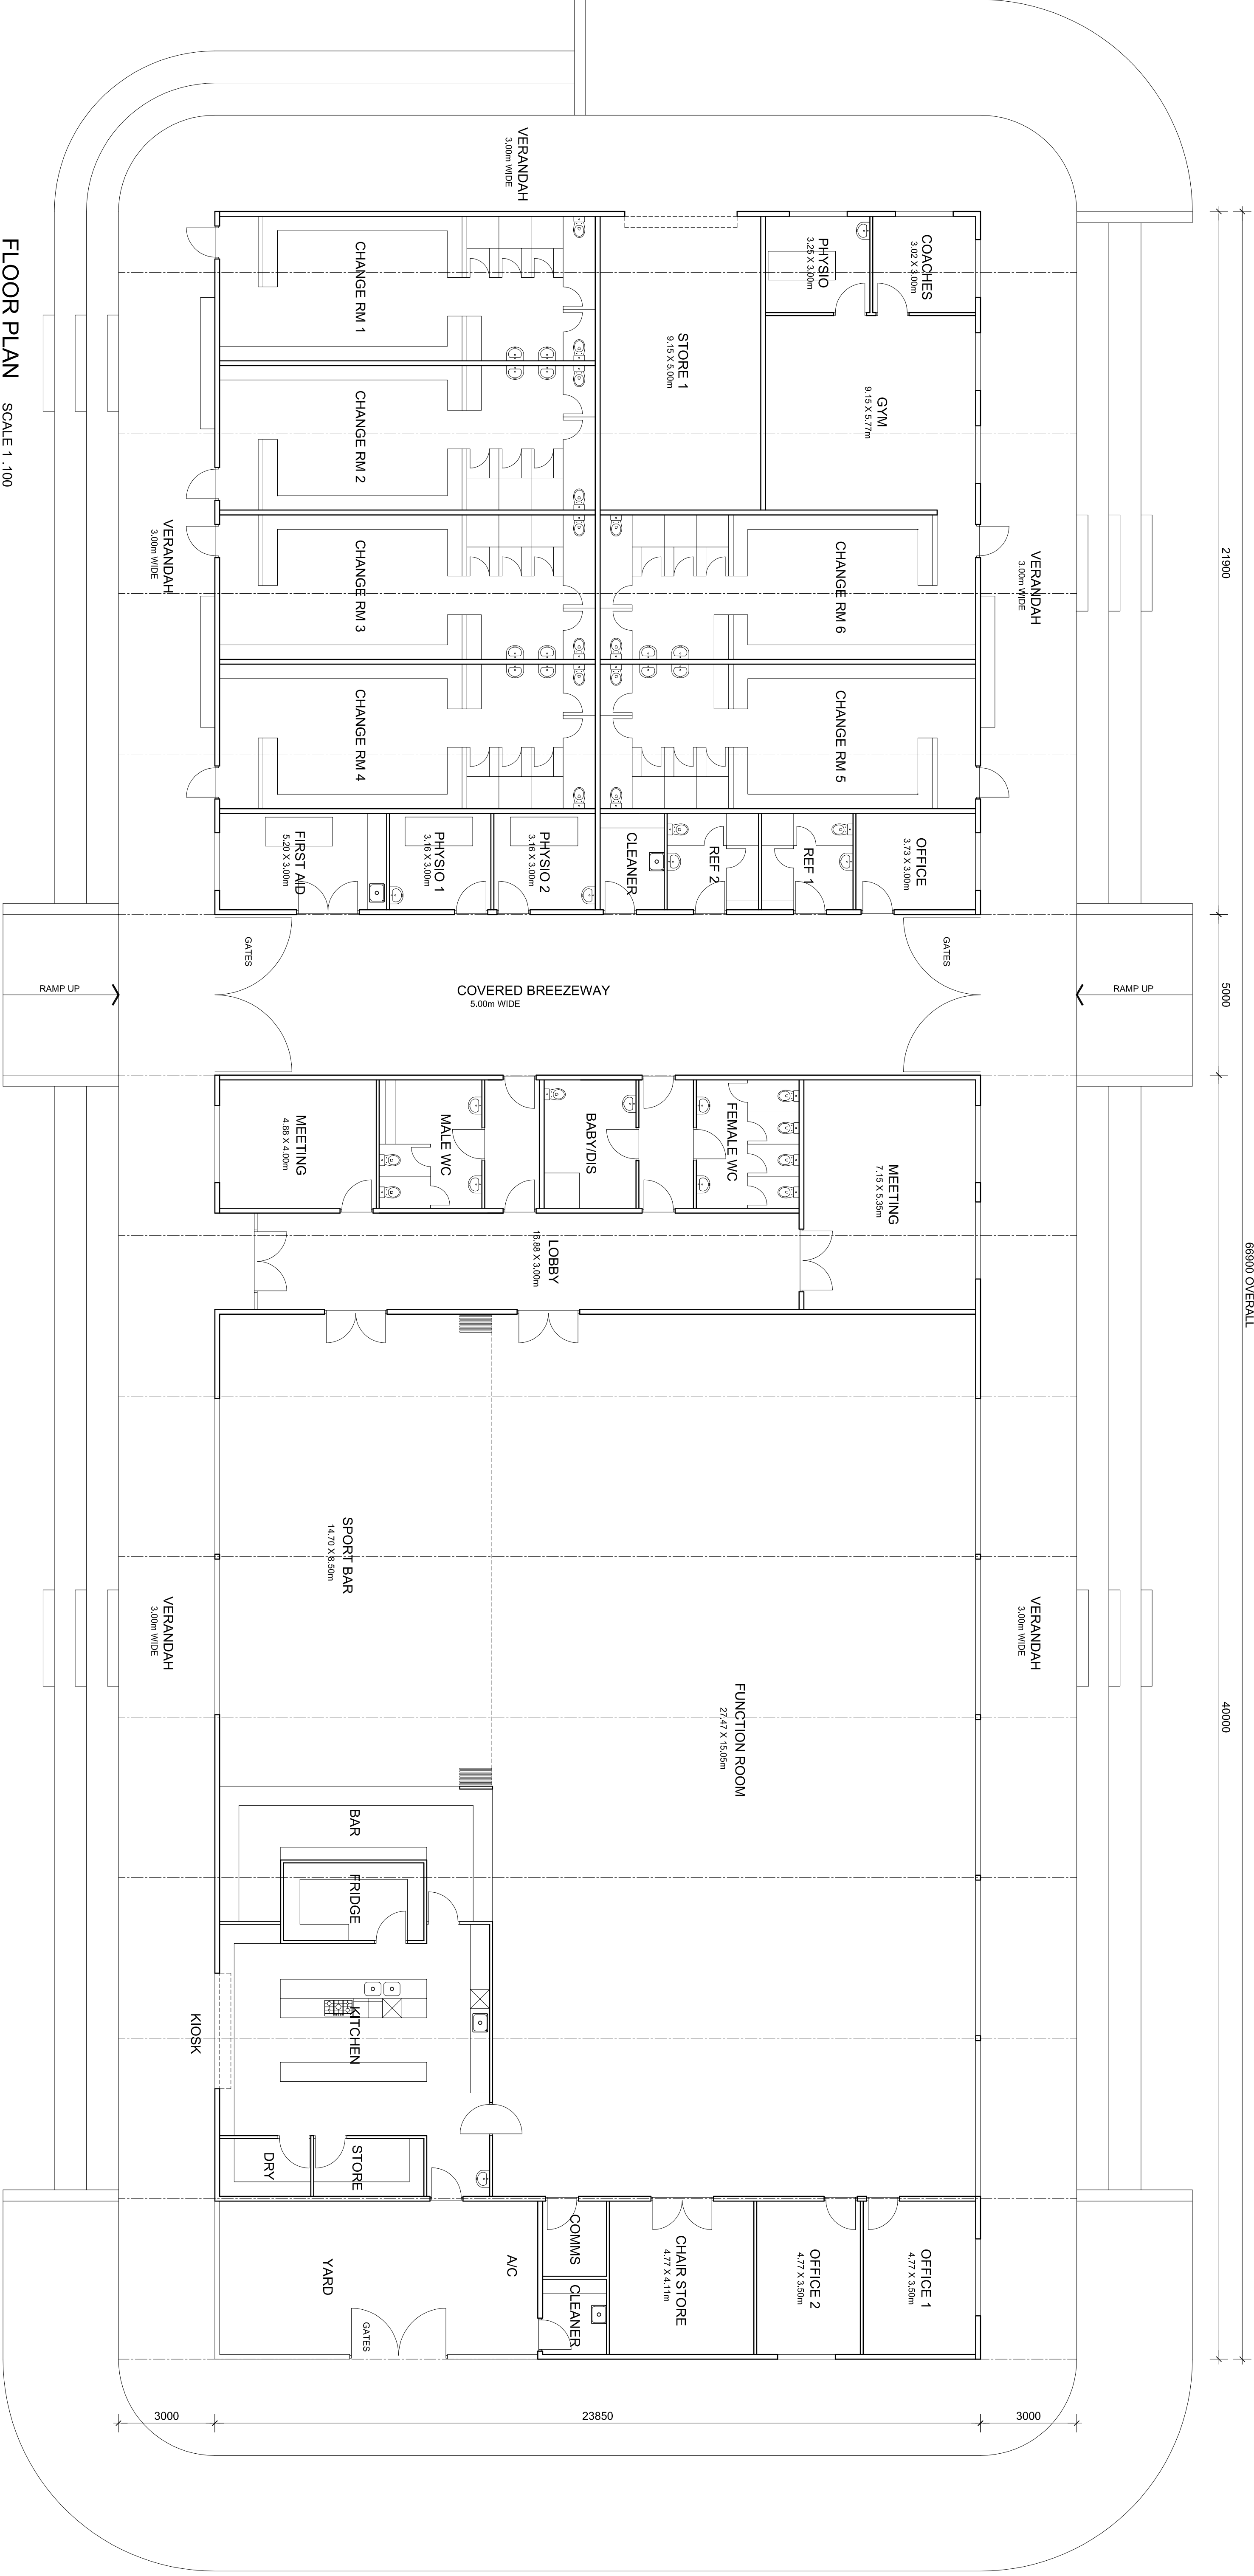 FLOOR PLAN
SCALE 1 .100
66900 OVERALL
21900
5000
40000
VERANDAH
3.00m WIDE
COACHES
3.02 X 3.00m
PHYSIO
3.25 X 3.00m
GYM
9.15 X 5.77m
STORE 1
9.15 X 5.00m
CHANGE RM 1
CHANGE RM 2
CHANGE RM 3
CHANGE RM 4
CHANGE RM 6
CHANGE RM 5
VERANDAH
3.00m WIDE
VERANDAH
3.00m WIDE
OFFICE
3.73 X 3.00m
REF 1
REF 2
CLEANER
PHYSIO 2
3.16 X 3.00m
PHYSIO 1
3.16 X 3.00m
FIRST AID
5.20 X 3.00m
GATES
GATES
RAMP UP
COVERED BREEZEWAY
5.00m WIDE
RAMP UP
MEETING
7.15 X 5.35m
FEMALE WC
BABY/DIS
MALE WC
MEETING
4.88 X 4.00m
LOBBY
16.88 X 3.00m
SPORT BAR
14.70 X 8.50m
VERANDAH
3.00m WIDE
VERANDAH
3.00m WIDE
FUNCTION ROOM
27.47 X 15.05m
BAR
FRIDGE
KITCHEN
KIOSK
STORE
DRY
OFFICE 1
4.77 X 3.50m
OFFICE 2
4.77 X 3.50m
CHAIR STORE
4.77 X 4.11m
COMMS
CLEANER
A/C
YARD
GATES
3000
23850
3000